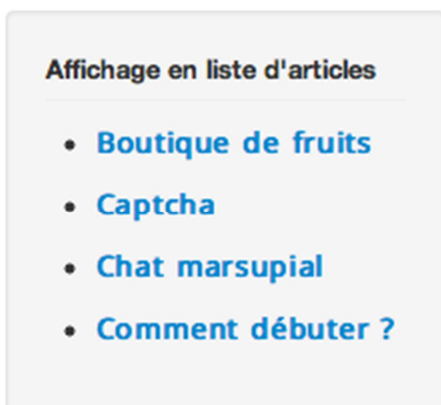 Affichage en liste d'articles
Boutique de fruits
Captcha
Chat marsupial
Comment débuter ?